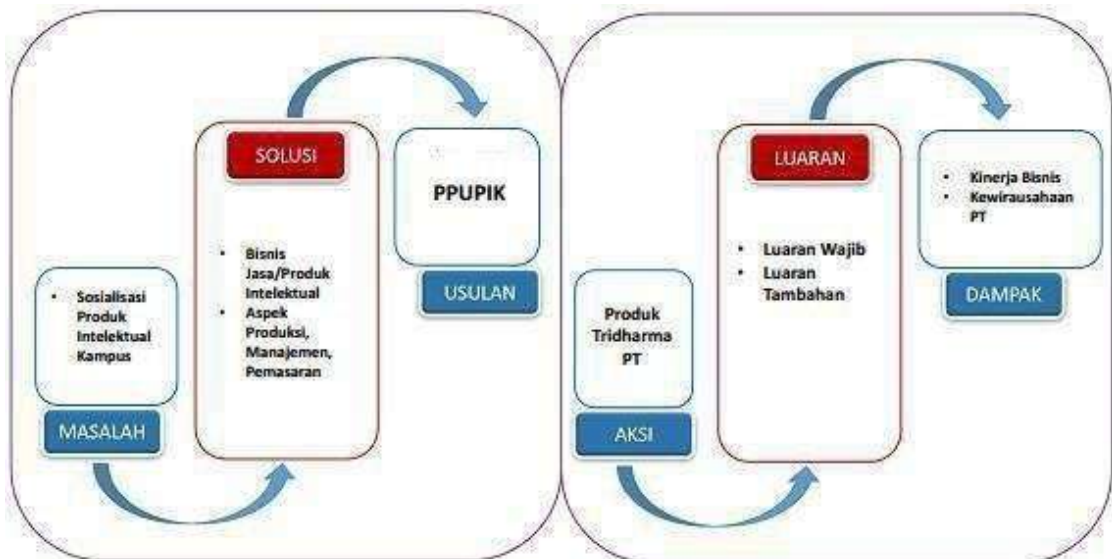 • Sosialisasi
Produk
Intelektual
Kampus
MASALAH
SOLUSI
• Bisnis
Jasa/Produk
Intelektual
• Aspek
Produksi,
Manajemen,
Pemasaran
PPUPIK
USULAN
Produk
Tridharma
PT
AKSI
LUARAN
• Luaran Wajib
• Luaran
Tambahan
• Kinerja Bisnis
• Kewirausahaan
PT
DAMPAK